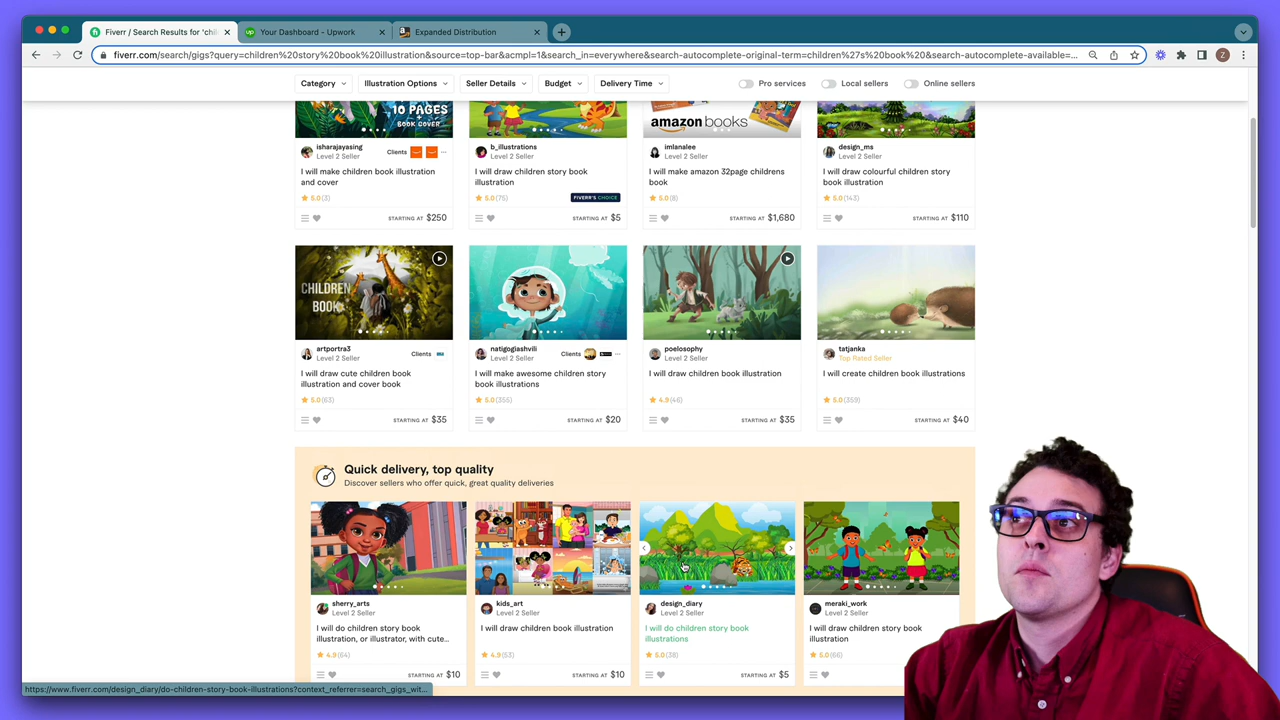 Fiverr / Search Results for 'chil
Your Dashboard - Upwork
Expanded Distribution
fiverr.com/search/gigs?query=children%20story%20book%20illustration&source=top-bar&acmpl=1&search_in=everywhere&search-autocomplete-original-term=children%27s%20book%20&search-autocomplete-available=...
Z
Category
Illustration Options
Seller Details
Budget
Delivery Time
Pro services
Local sellers
Online sellers
10 PAGES
+
BOOK COVER
amazon books
isharajayasing
Level 2 Seller
Clients
I will make children book illustration
and cover
5.0 (3)
STARTING AT $250
b_illustrations
Level 2 Seller
I will draw children story book
illustration
5.0 (75)
FIVERR'S CHOICE
STARTING AT $5
imlanalee
Level 2 Seller
I will make amazon 32page childrens
book
5.0 (8)
STARTING AT $1,680
design_ms
Level 2 Seller
I will draw colourful children story
book illustration
5.0 (143)
STARTING AT $110
CHILDREN
BOOK
artportra3
Level 2 Seller
Clients
I will draw cute children book
illustration and cover book
5.0 (63)
STARTING AT $35
natigogiashvili
Level 2 Seller
Clients
I will make awesome children story
book illustrations
5.0 (355)
STARTING AT $20
poelosophy
Level 2 Seller
I will draw children book illustration
4.9 (46)
STARTING AT $35
tatjanka
Top Rated Seller
I will create children book illustrations
5.0 (359)
STARTING AT $40
Quick delivery, top quality
Discover sellers who offer quick, great quality deliveries
sherry_arts
Level 2 Seller
I will do children story book
illustration, or illustrator, with cute...
4.9 (64)
STARTING AT $10
kids_art
Level 2 Seller
I will draw children book illustration
4.9 (53)
STARTING AT $10
design_diary
Level 2 Seller
I will do children story book
illustrations
5.0 (38)
STARTING AT $5
meraki_work
Level 2 Seller
I will draw children story book
illustration
5.0 (66)
https://www.fiverr.com/design_diary/do-children-story-book-illustrations?context_referrer=search_gigs_wit...